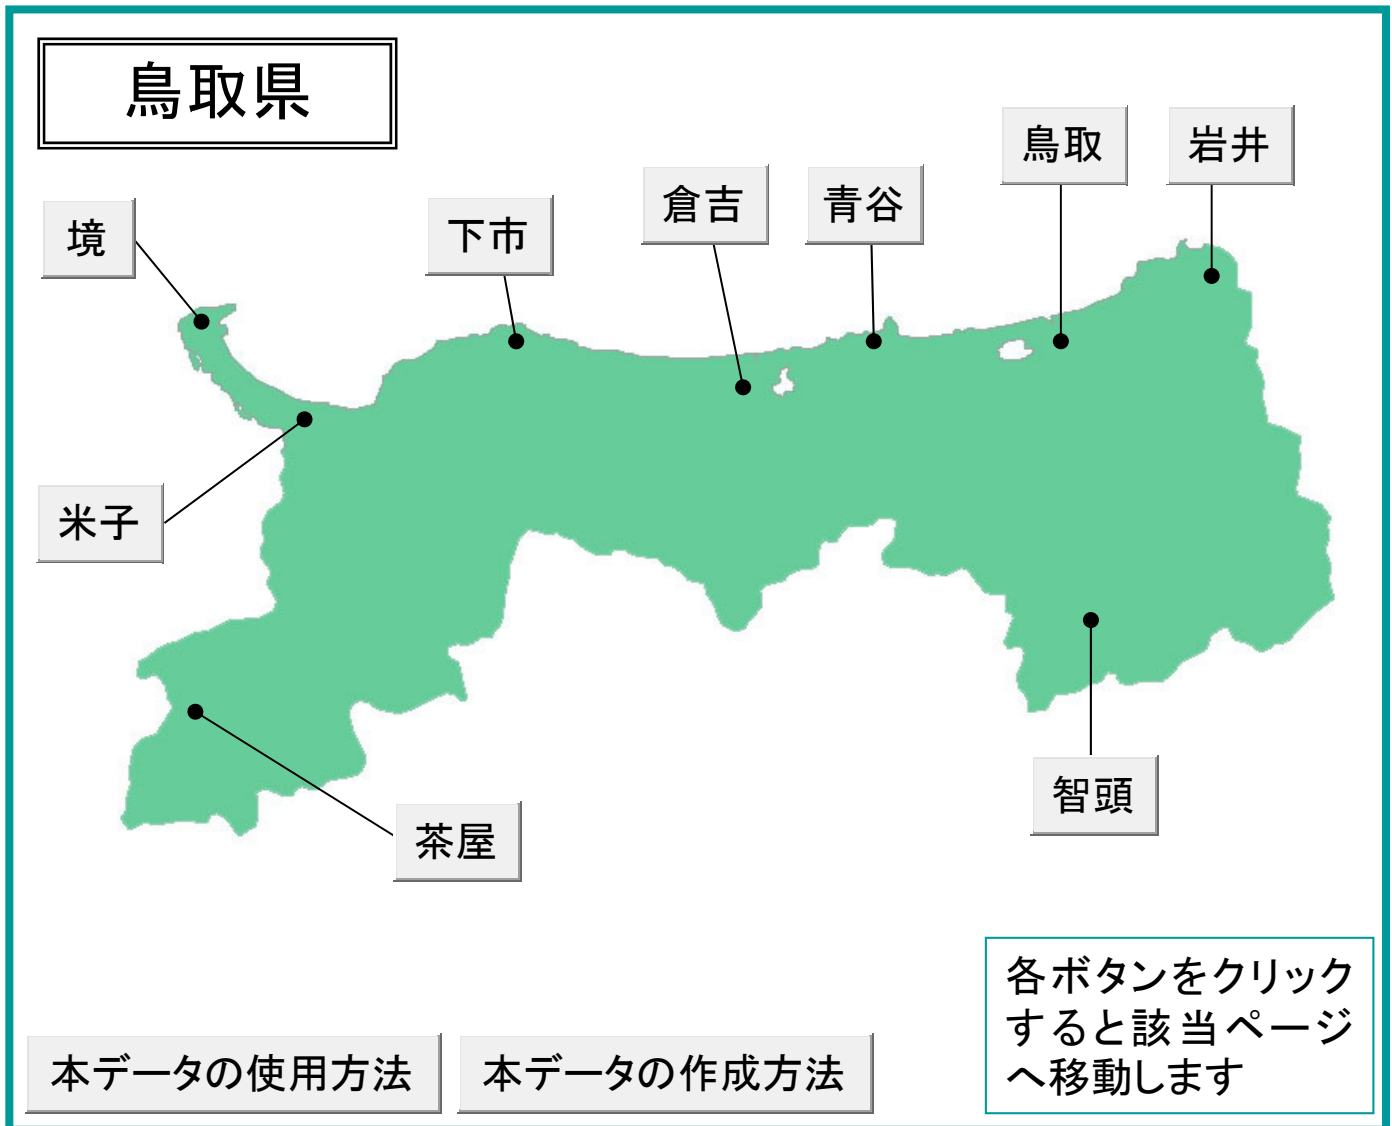 鳥取県
鳥取
岩井
倉吉
青谷
境
下市
米子
智頭
茶屋
各ボタンをクリック
すると該当ページ
へ移動します
本データの使用方法
本データの作成方法